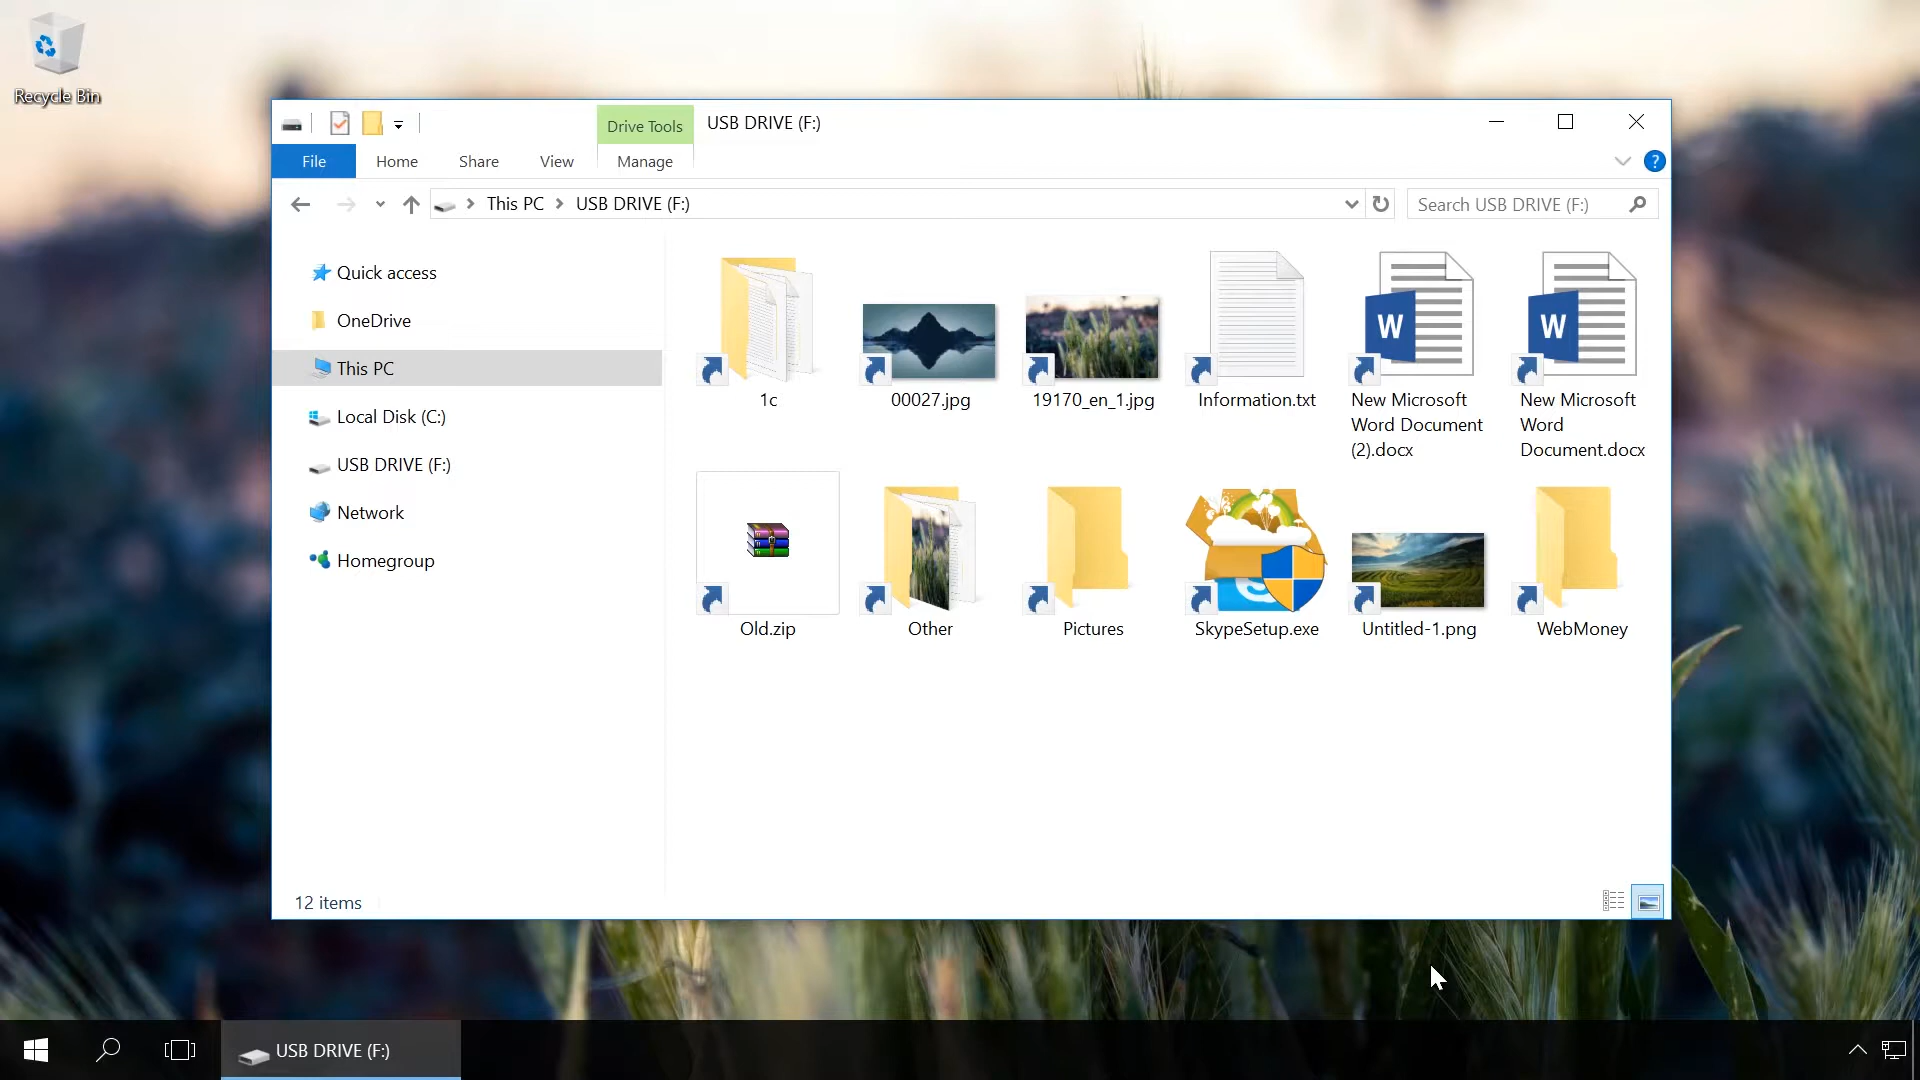 Recycle Bin
Drive Tools
USB DRIVE (F:)
File
Home
Share
View
Manage
?
This PC
USB DRIVE (F:)
Search USB DRIVE (F:)
Quick access
OneDrive
This PC
Local Disk (C:)
USB DRIVE (F:)
Network
Homegroup
W
W
1c
00027.jpg
19170_en_1.jpg
Information.txt
New Microsoft
Word Document
(2).docx
New Microsoft
Word
Document.docx
S
Old.zip
Other
Pictures
SkypeSetup.exe
Untitled-1.png
WebMoney
12 items
USB DRIVE (F:)